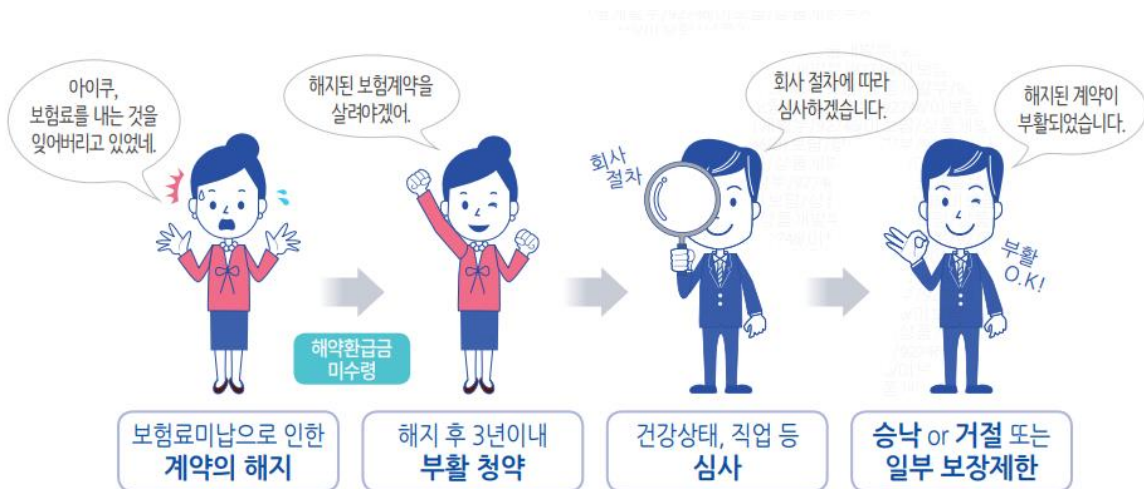 아이쿠,
보험료를 내는 것을
잊어버리고 있었네.
해지된 보험계약을
살려야겠어.
회사 절차에 따라
심사하겠습니다.
해지된 계약이
부활되었습니다.
회사
절차
부활
O.K!
해약환급금
미수령
보험료미납으로 인한
계약의 해지
해지 후 3년이내
부활 청약
건강상태, 직업 등
심사
승낙 or 거절 또는
일부 보장제한